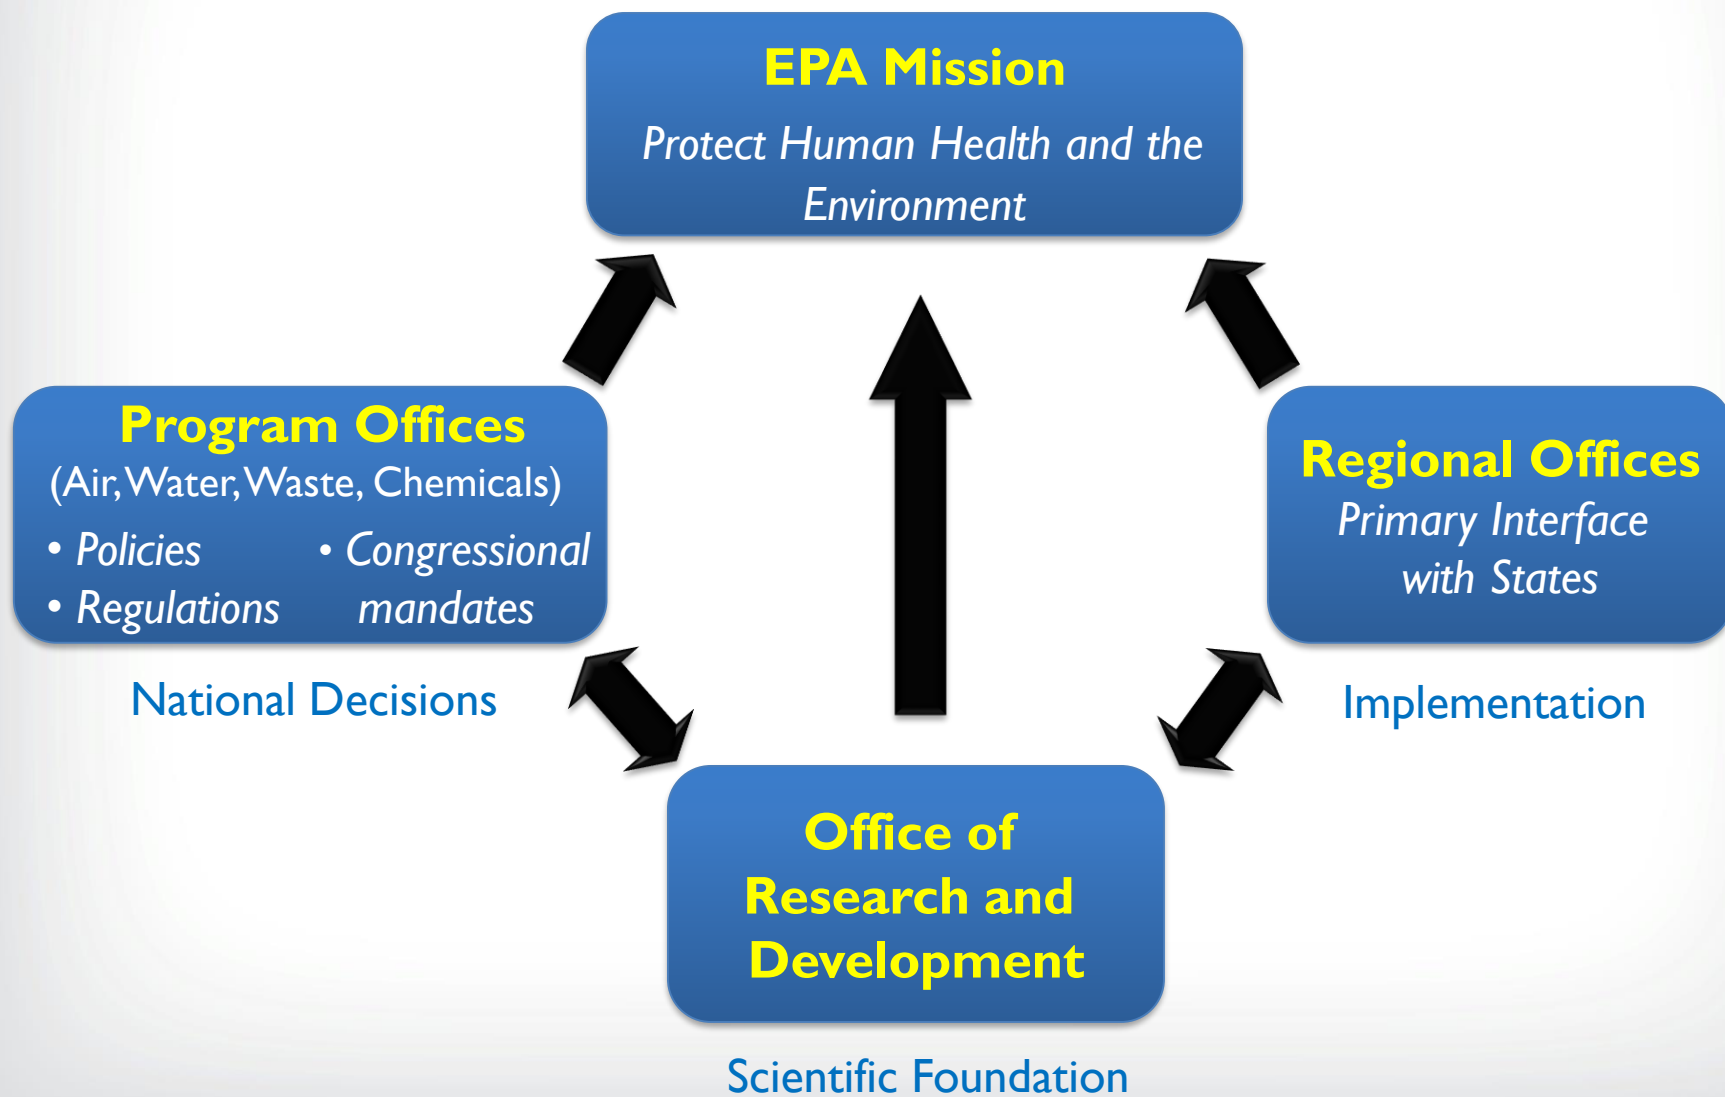 EPA Mission
Protect Human Health and the
Environment
Program Offices
(Air, Water, Waste, Chemicals)
• Policies
• Regulations
• Congressional
mandates
National Decisions
Regional Offices
Primary Interface
with States
Implementation
Office of
Research and
Development
Scientific Foundation